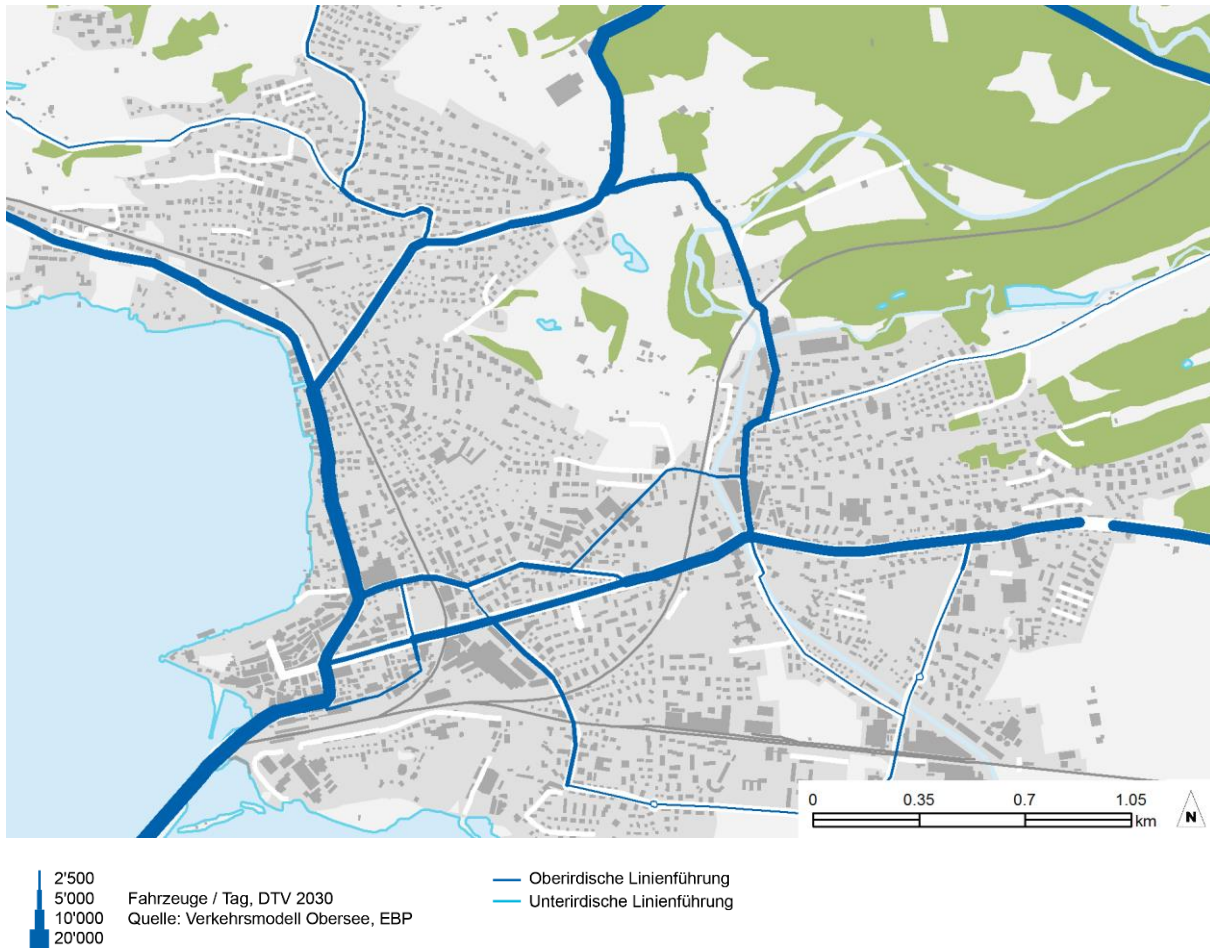 0 0.35 0.7 1.05
km
N
2'500
5'000
10'000
20'000
Fahrzeuge / Tag, DTV 2030
Quelle: Verkehrsmodell Obersee, EBP
Oberirdische Linienführung
Unterirdische Linienführung